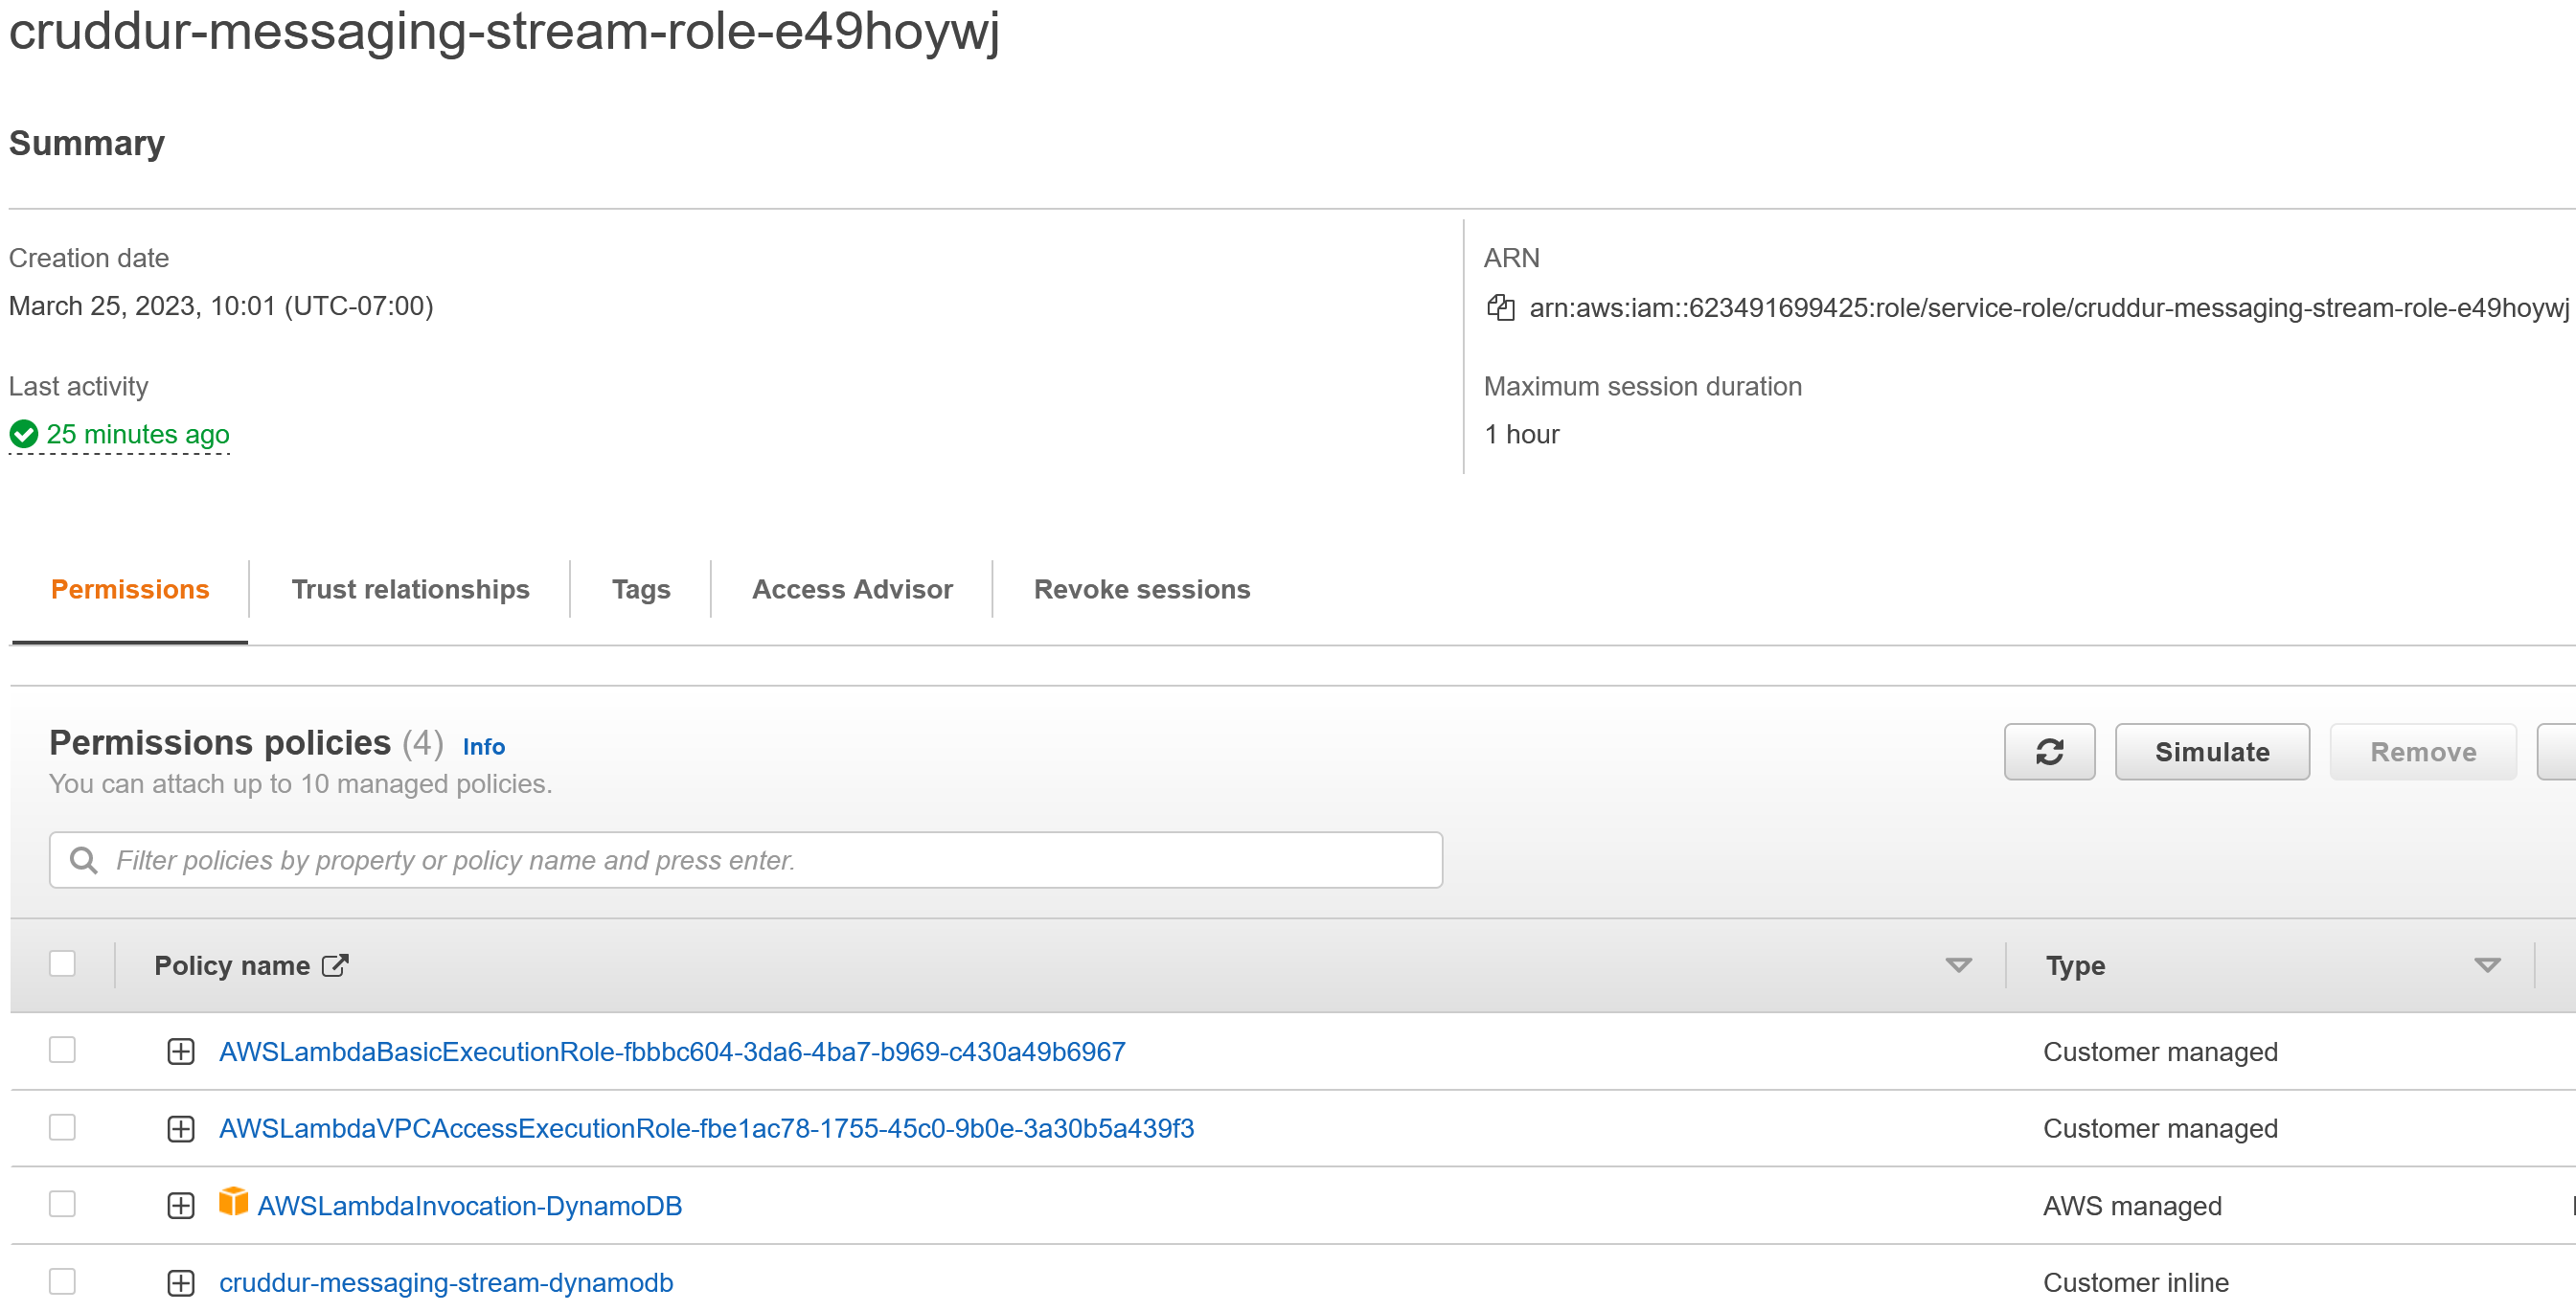 cruddur-messaging-stream-role-e49hoywj
Summary
Creation date
March 25, 2023, 10:01 (UTC-07:00)
ARN
arn:aws:iam::623491699425:role/service-role/cruddur-messaging-stream-role-e49hoywj
Last activity
25 minutes ago
Maximum session duration
1 hour
Permissions
Trust relationships
Tags
Access Advisor
Revoke sessions
Permissions policies (4) Info
You can attach up to 10 managed policies.
Simulate
Remove
Filter policies by property or policy name and press enter.
Policy name
Type
AWSLambdaBasicExecutionRole-fbbbc604-3da6-4ba7-b969-c430a49b6967
Customer managed
AWSLambdaVPCAccessExecutionRole-fbe1ac78-1755-45c0-9b0e-3a30b5a439f3
Customer managed
AWSLambdaInvocation-DynamoDB
AWS managed
cruddur-messaging-stream-dynamodb
Customer inline